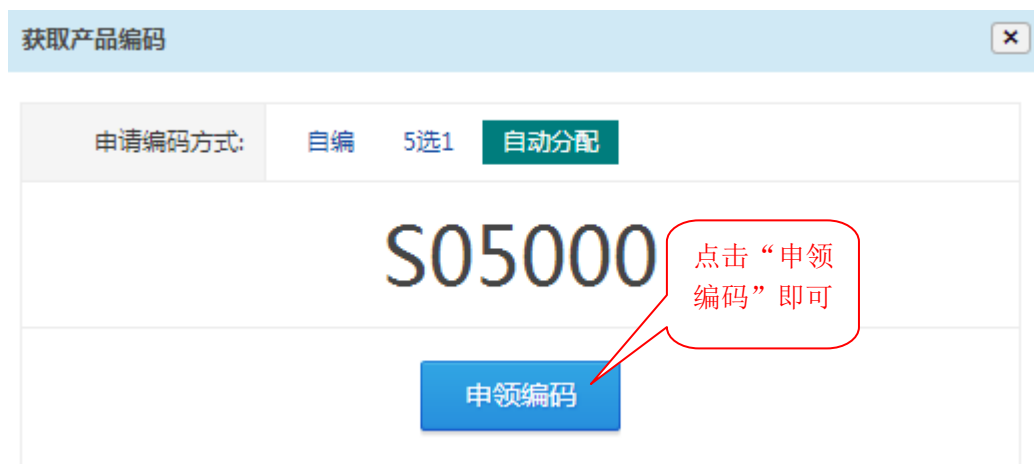 获取产品编码
申请编码方式: 自编 5选1 自动分配
S05000
点击“申领
编码”即可
申领编码